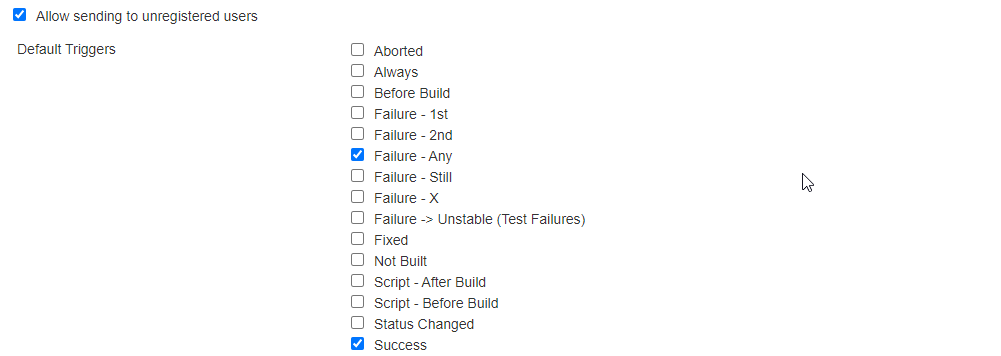 Allow sending to unregistered users
Default Triggers
Aborted
Always
Before Build
Failure - 1st
Failure - 2nd
Failure - Any
Failure - Still
Failure - X
Failure -> Unstable (Test Failures)
Fixed
Not Built
Script - After Build
Script - Before Build
Status Changed
Success